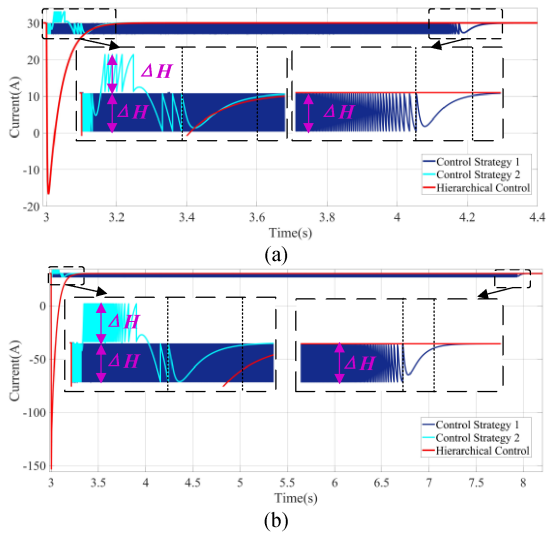 30
20
10
0
-10
20
Current(A)
ΔH
ΔH
ΔH
Control Strategy 1
Control Strategy 2
Hierarchical Control
3 3.2 3.4 3.6 3.8 4 4.2 4.4
Time(s)
(a)
0
-50
-100
-150
Current(A)
ΔH
ΔH
ΔH
Control Strategy 1
Control Strategy 2
Hierarchical Control
3 3.5 4 4.5 5 5.5 6 6.5 7 7.5 8
Time(s)
(b)